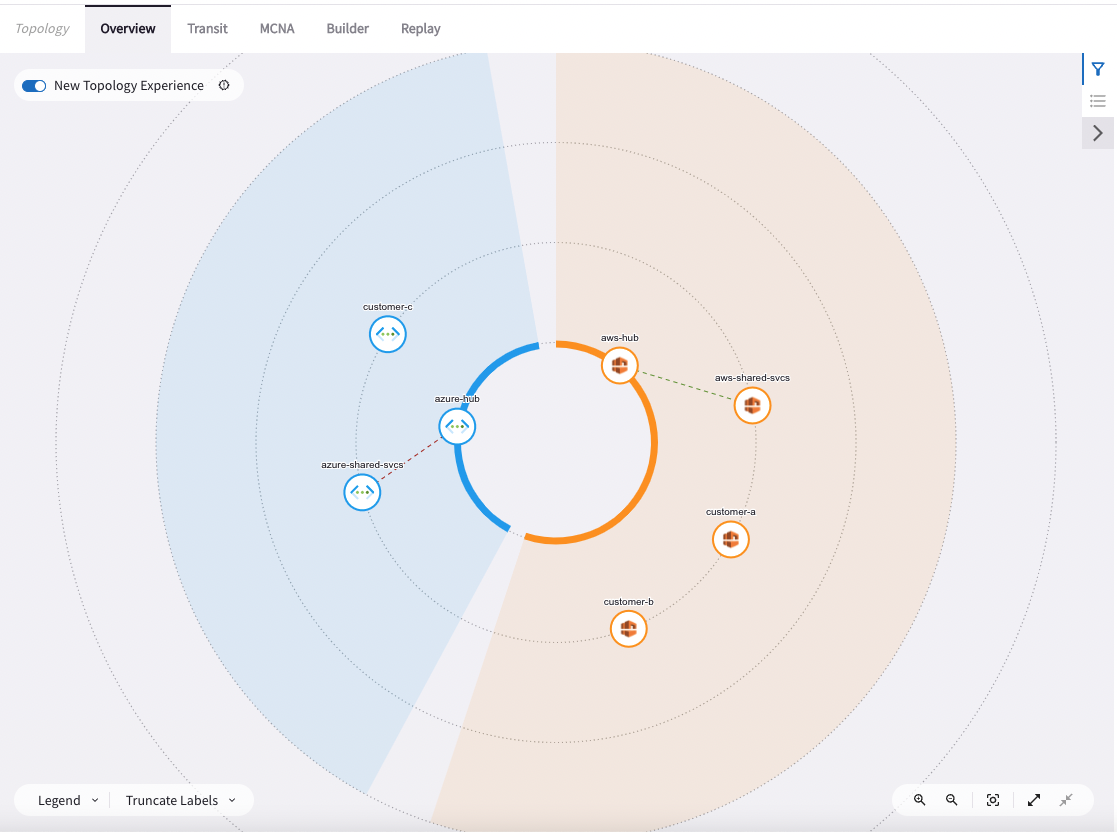 Topology
Overview
Transit
MCNA
Builder
Replay
New Topology Experience
customer-c
aws-hub
aws-shared-svcs
azure-hub
azure-shared-svcs
customer-a
customer-b
Legend
Truncate Labels